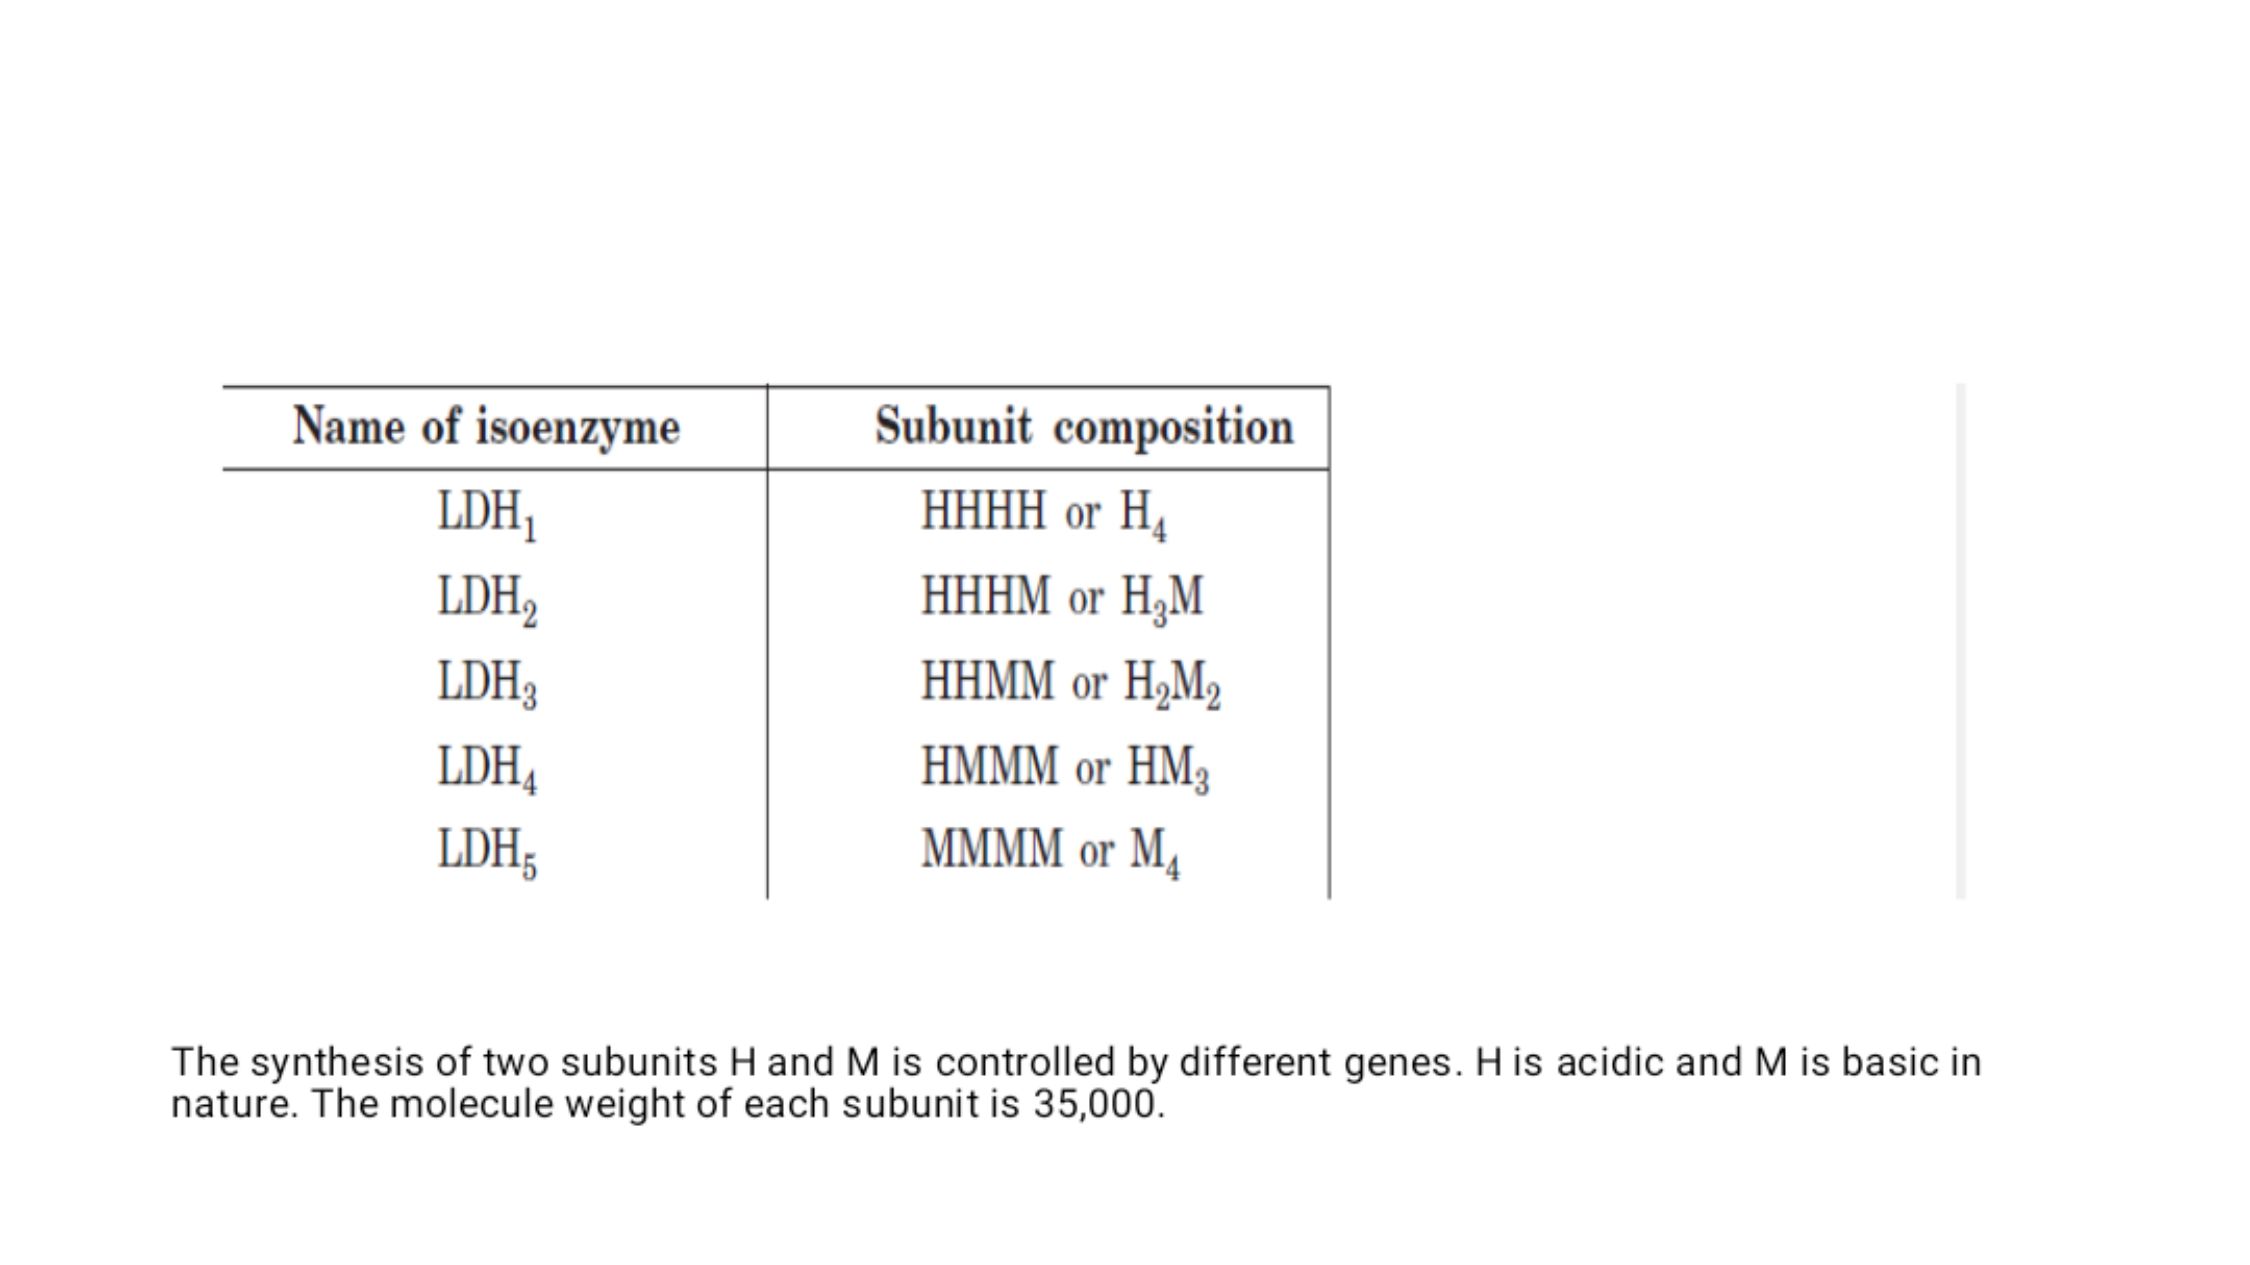 Name of isoenzyme Subunit composition
LDH₁ HHHH or H₄
LDH₂ HHHM or H₃M
LDH₃ HHMM or H₂M₂
LDH₄ HMMM or HM₃
LDH₅ MMMM or M₄
The synthesis of two subunits H and M is controlled by different genes. H is acidic and M is basic in
nature. The molecule weight of each subunit is 35,000.